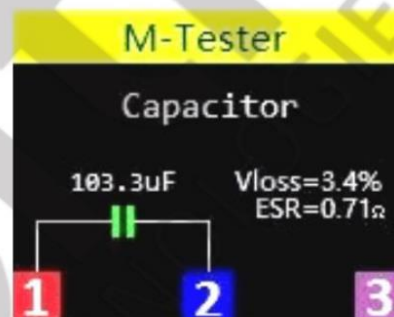 M-Tester
Capacitor
103.3uF
Vloss=3.4%
ESR=0.71Ω
1
2
3